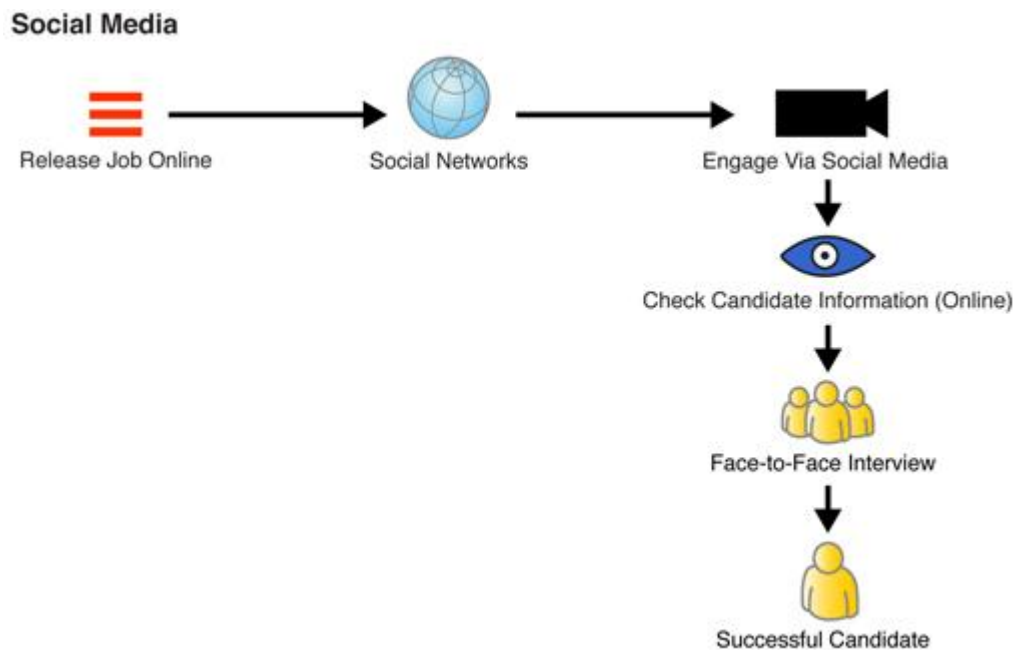 Social Media
Release Job Online
Social Networks
Engage Via Social Media
Check Candidate Information (Online)
Face-to-Face Interview
Successful Candidate